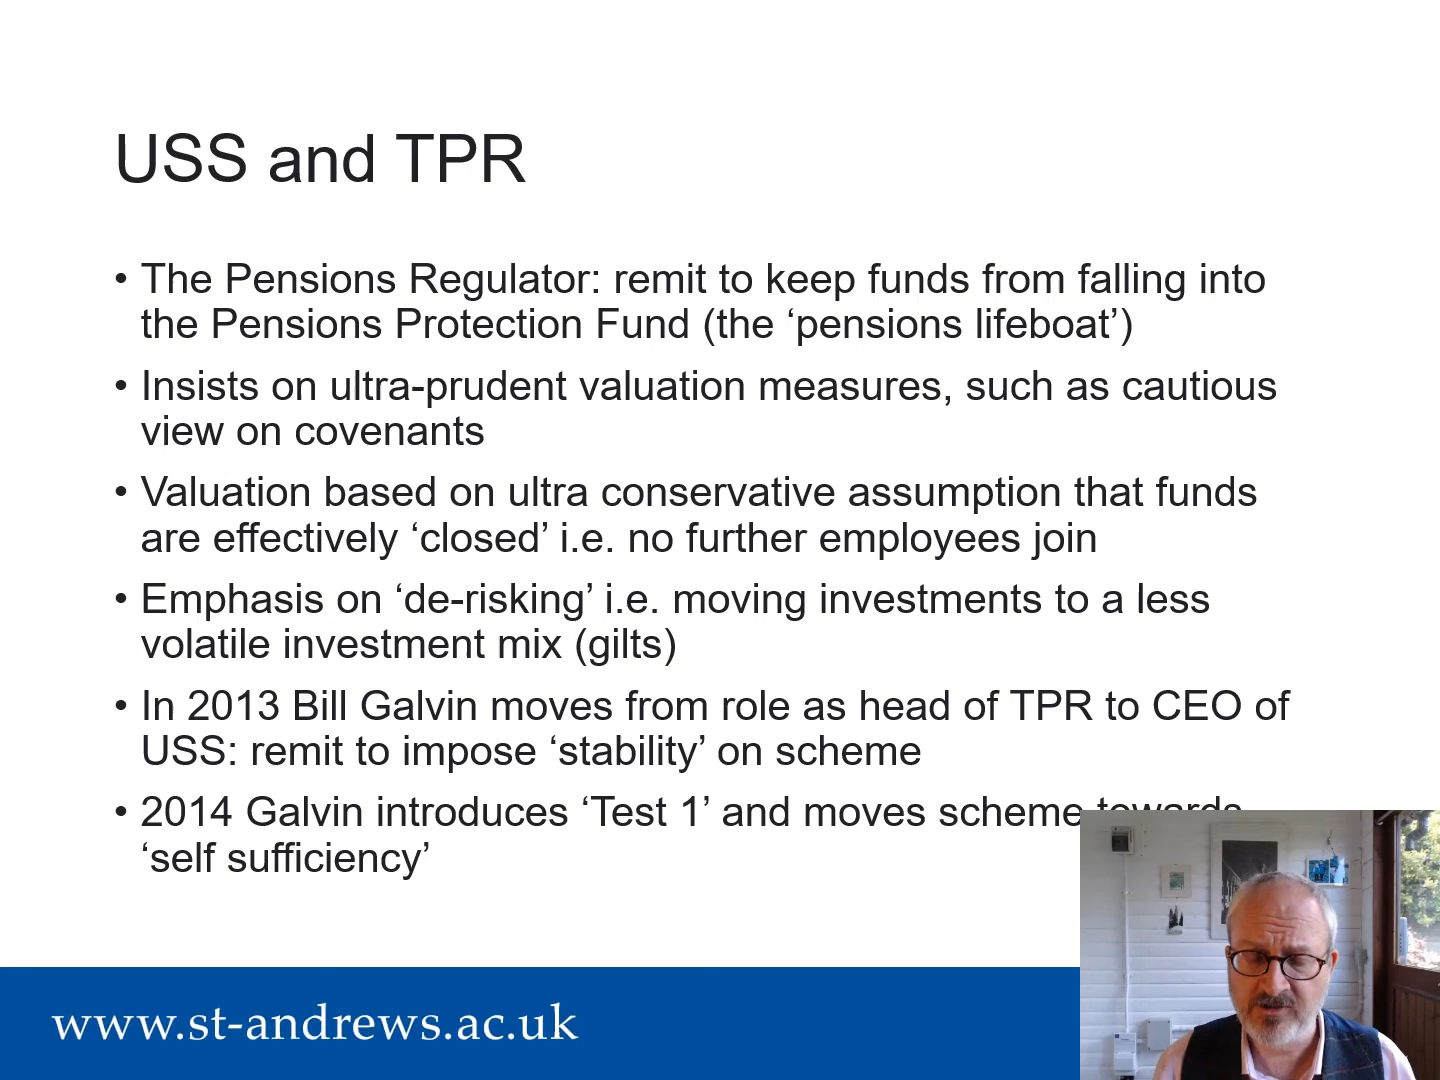 USS and TPR
• The Pensions Regulator: remit to keep funds from falling into
the Pensions Protection Fund (the ‘pensions lifeboat’)
• Insists on ultra-prudent valuation measures, such as cautious
view on covenants
• Valuation based on ultra conservative assumption that funds
are effectively ‘closed’ i.e. no further employees join
• Emphasis on ‘de-risking’ i.e. moving investments to a less
volatile investment mix (gilts)
• In 2013 Bill Galvin moves from role as head of TPR to CEO of
USS: remit to impose ‘stability’ on scheme
• 2014 Galvin introduces ‘Test 1’ and moves scheme towards
‘self sufficiency’
www.st-andrews.ac.uk